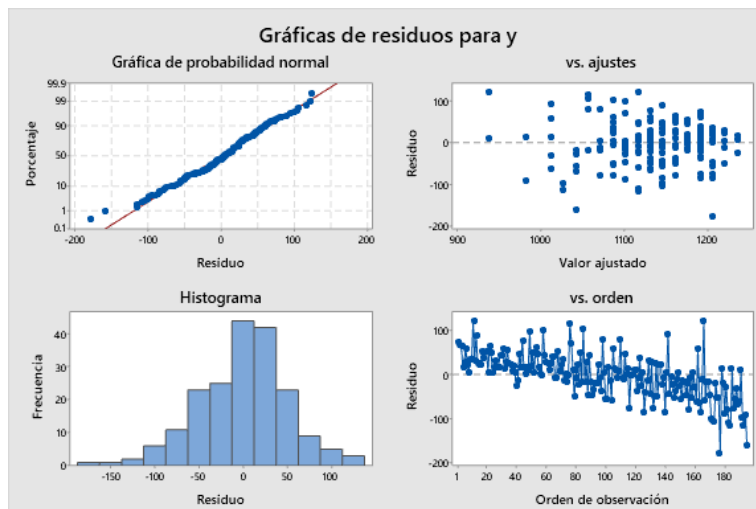 Gráficas de residuos para y
Gráfica de probabilidad normal
99.9
99
90
50
10
1
0.1
Porcentaje
-200 -100 0 100 200
Residuo
vs. ajustes
100
0
-100
-200
Residuo
900 1000 1100 1200
Valor ajustado
Histograma
40
30
20
10
0
Frecuencia
-150 -100 -50 0 50 100
Residuo
vs. orden
100
0
-100
-200
Residuo
1 20 40 60 80 100 120 140 160 180
Orden de observación